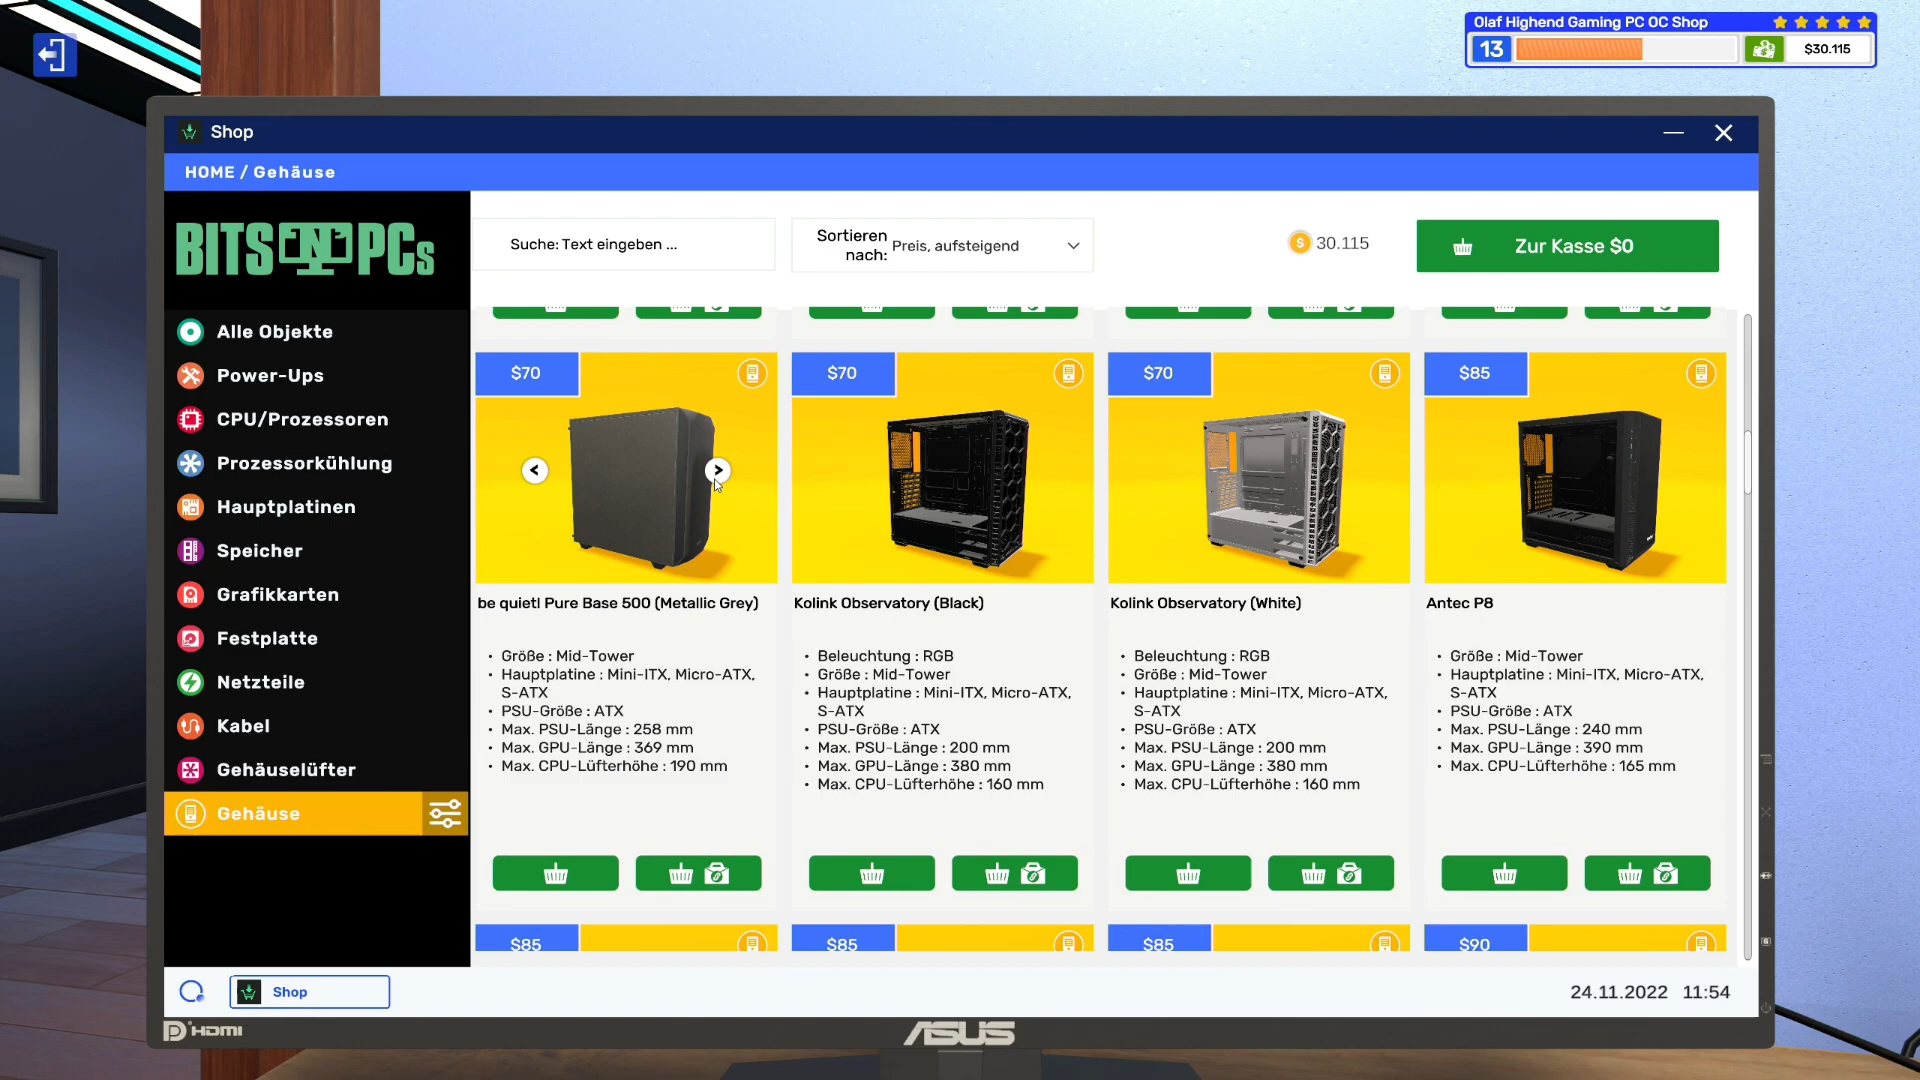 Olaf Highend Gaming PC OC Shop
13
$30.115
Shop
HOME / Gehäuse
BITS N PCs
Suche: Text eingeben ...
Sortieren nach:
Preis, aufsteigend
30.115
Zur Kasse $0
Alle Objekte
Power-Ups
CPU/Prozessoren
Prozessorkühlung
Hauptplatinen
Speicher
Grafikkarten
Festplatte
Netzteile
Kabel
Gehäuselüfter
Gehäuse
$70
be quiet! Pure Base 500 (Metallic Grey)
• Größe : Mid-Tower
• Hauptplatine : Mini-ITX, Micro-ATX,
S-ATX
• PSU-Größe : ATX
• Max. PSU-Länge : 258 mm
• Max. GPU-Länge : 369 mm
• Max. CPU-Lüfterhöhe : 190 mm
$70
Kolink Observatory (Black)
• Beleuchtung : RGB
• Größe : Mid-Tower
• Hauptplatine : Mini-ITX, Micro-ATX,
S-ATX
• PSU-Größe : ATX
• Max. PSU-Länge : 200 mm
• Max. GPU-Länge : 380 mm
• Max. CPU-Lüfterhöhe : 160 mm
$70
Kolink Observatory (White)
• Beleuchtung : RGB
• Größe : Mid-Tower
• Hauptplatine : Mini-ITX, Micro-ATX,
S-ATX
• PSU-Größe : ATX
• Max. PSU-Länge : 200 mm
• Max. GPU-Länge : 380 mm
• Max. CPU-Lüfterhöhe : 160 mm
$85
Antec P8
• Größe : Mid-Tower
• Hauptplatine : Mini-ITX, Micro-ATX,
S-ATX
• PSU-Größe : ATX
• Max. PSU-Länge : 240 mm
• Max. GPU-Länge : 390 mm
• Max. CPU-Lüfterhöhe : 165 mm
$85
$85
$85
$90
Shop
24.11.2022 11:54
HDMI
ASUS